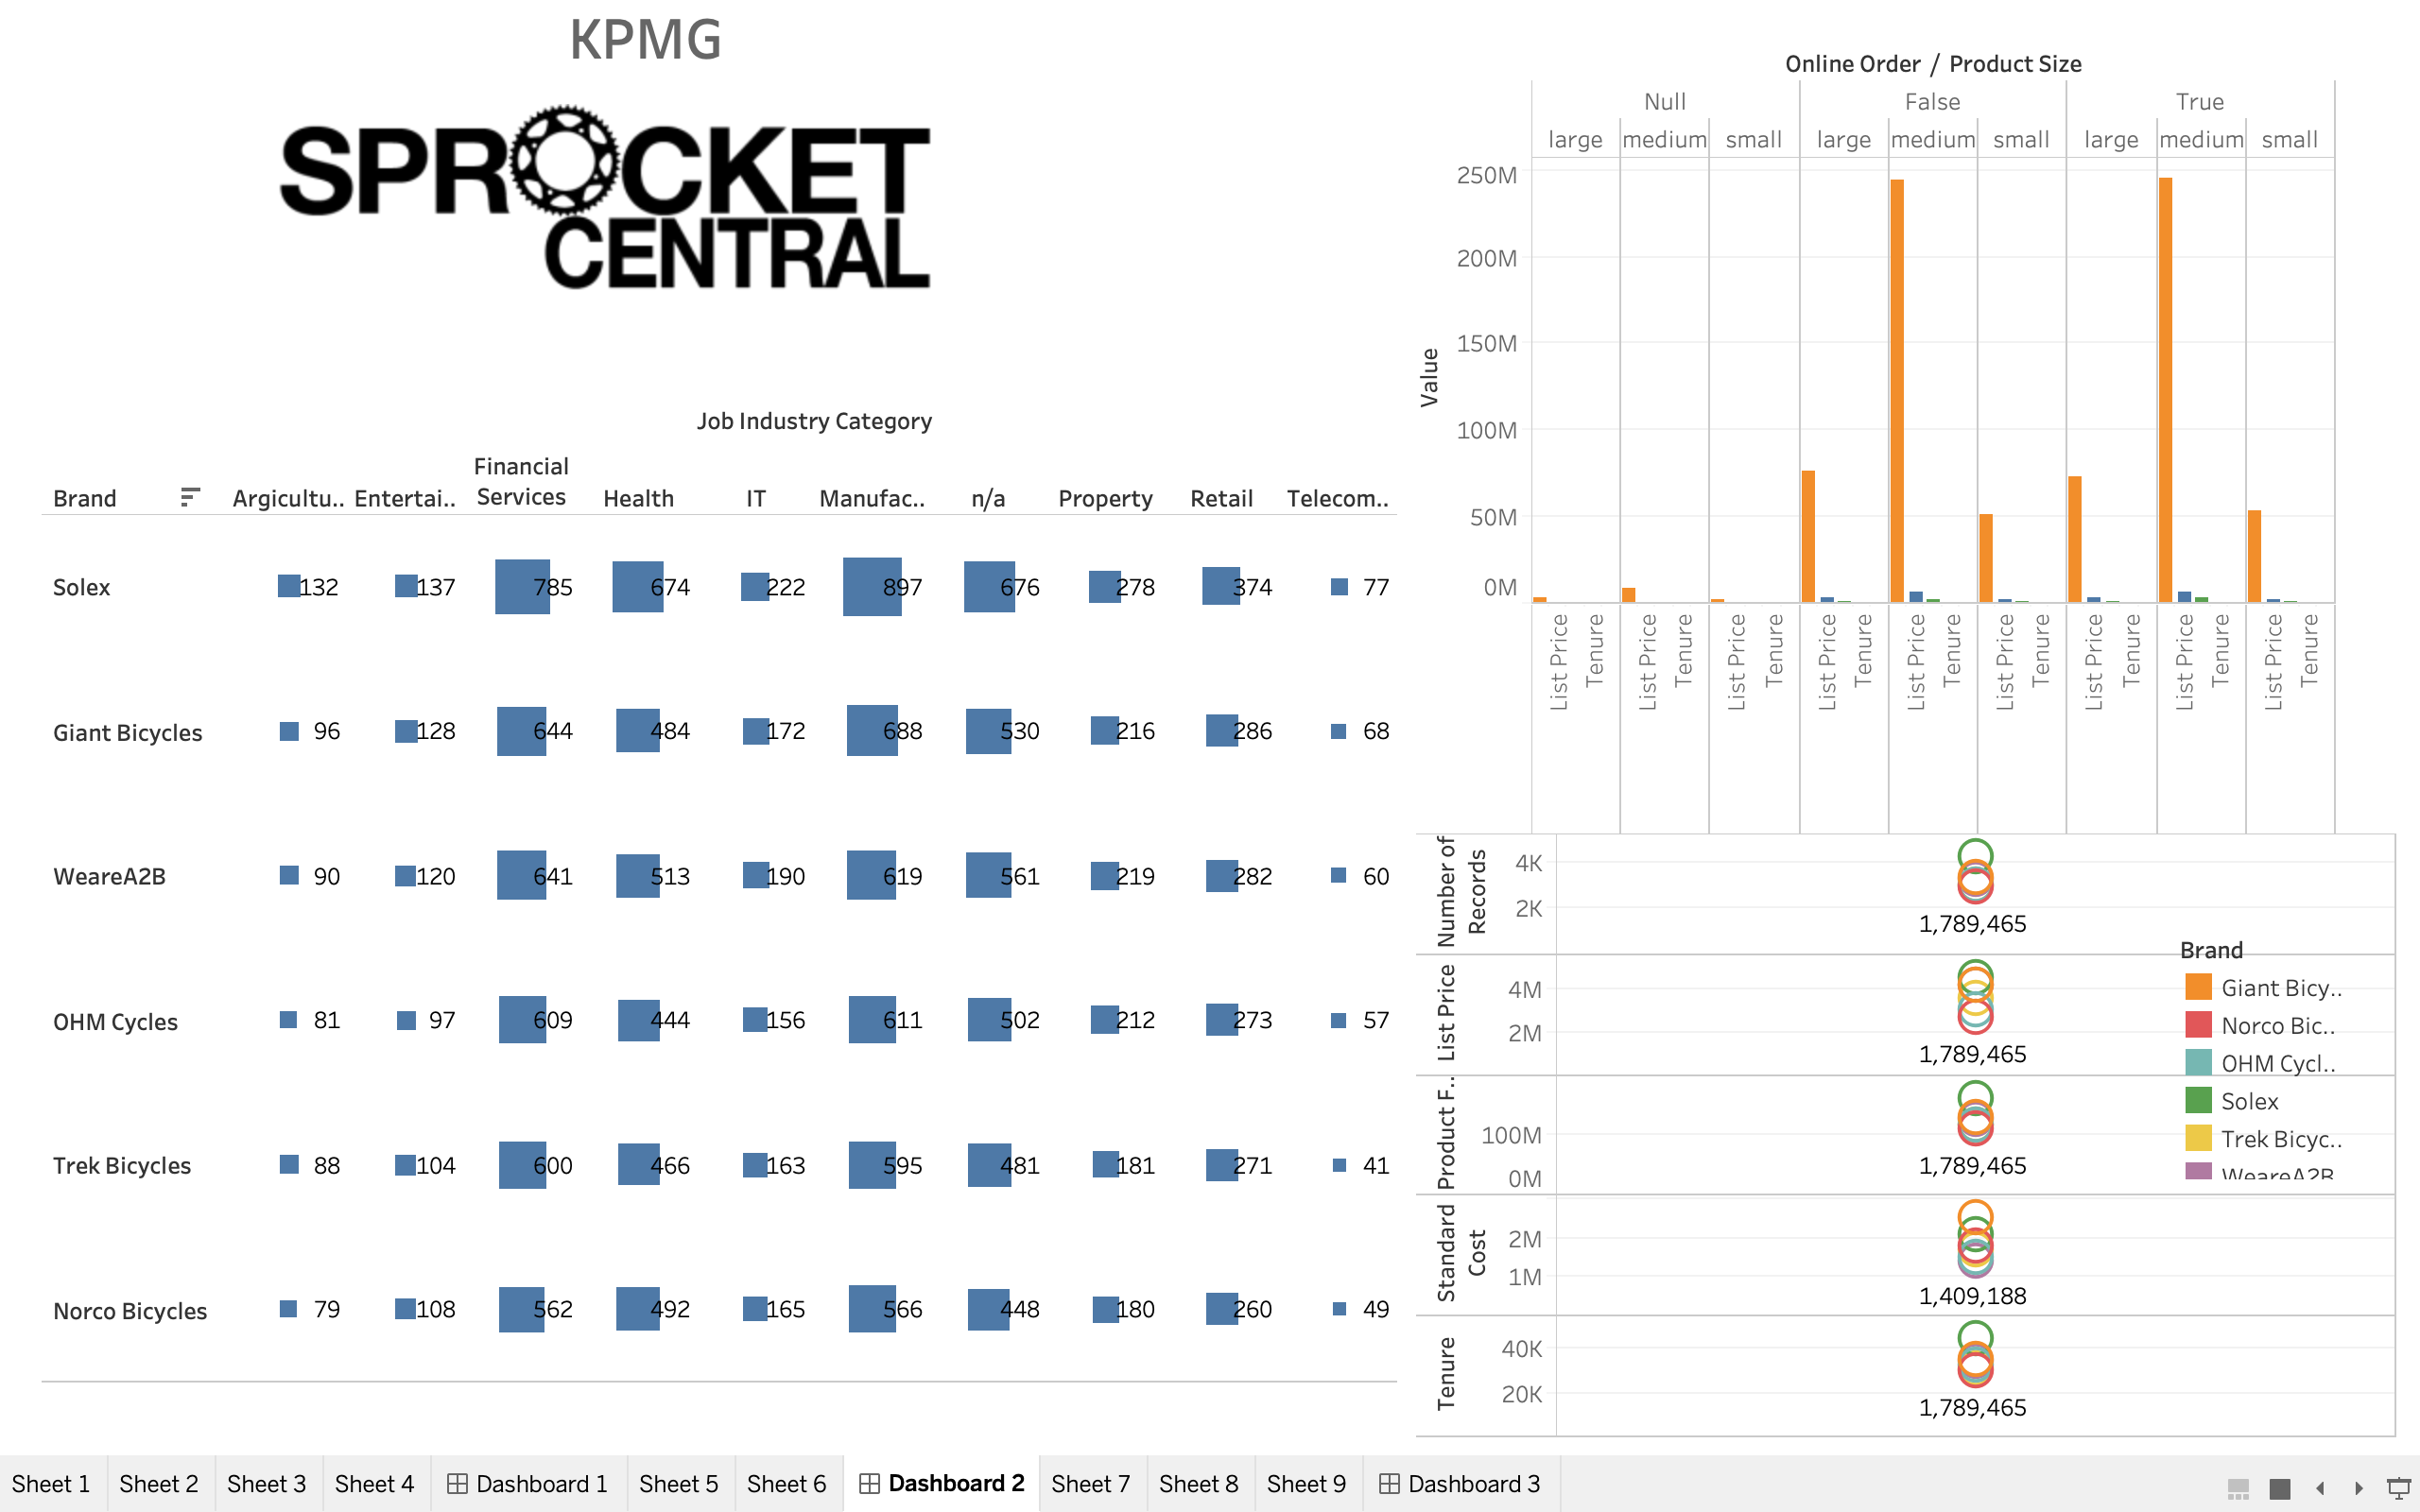 KPMG
SPROCKET
CENTRAL
Job Industry Category
Brand Argicultu.. Entertai.. Financial Services Health IT Manufac.. n/a Property Retail Telecom..
Solex 132 137 785 674 222 897 676 278 374 77
Giant Bicycles 96 128 644 484 172 688 530 216 286 68
WeareA2B 90 120 641 513 190 619 561 219 282 60
OHM Cycles 81 97 609 444 156 611 502 212 273 57
Trek Bicycles 88 104 600 466 163 595 481 181 271 41
Norco Bicycles 79 108 562 492 165 566 448 180 260 49
Online Order / Product Size
Null False True
large medium small large medium small large medium small
Value
250M
200M
150M
100M
50M
0M
List Price Tenure List Price Tenure List Price Tenure List Price Tenure List Price Tenure List Price Tenure List Price Tenure List Price Tenure List Price Tenure
Number of
Records
4K
2K
1,789,465
List Price
4M
2M
1,789,465
Product F..
100M
0M
1,789,465
Standard
Cost
2M
1M
1,409,188
Tenure
40K
20K
1,789,465
Brand
Giant Bicy..
Norco Bic..
OHM Cycl..
Solex
Trek Bicyc..
WeareA2B
Sheet 1 Sheet 2 Sheet 3 Sheet 4 Dashboard 1 Sheet 5 Sheet 6 Dashboard 2 Sheet 7 Sheet 8 Sheet 9 Dashboard 3